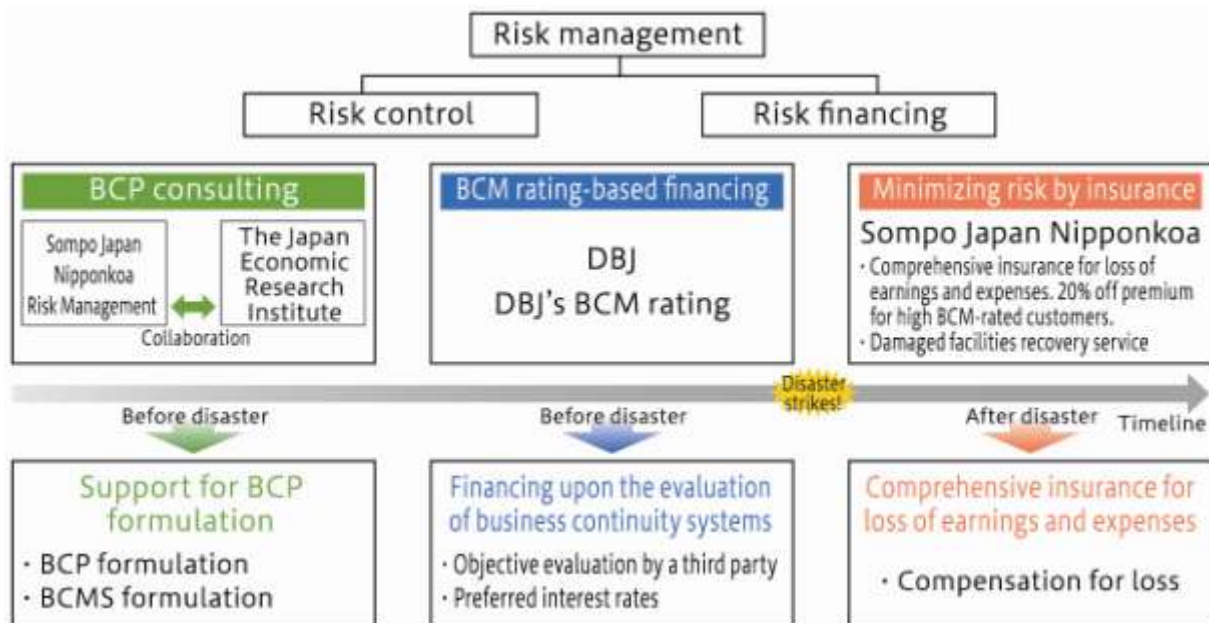 Risk management
Risk control
Risk financing
BCP consulting
Sompo Japan
Nipponkoa
Risk Management
The Japan
Economic
Research
Institute
Collaboration
BCM rating-based financing
DBJ
DBJ's BCM rating
Minimizing risk by insurance
Sompo Japan Nipponkoa
・Comprehensive insurance for loss of
earnings and expenses. 20% off premium
for high BCM-rated customers.
・Damaged facilities recovery service
Disaster
strikes!
Before disaster
Before disaster
After disaster
Timeline
Support for BCP
formulation
・BCP formulation
・BCMS formulation
Financing upon the evaluation
of business continuity systems
・Objective evaluation by a third party
・Preferred interest rates
Comprehensive insurance for
loss of earnings and expenses
・Compensation for loss